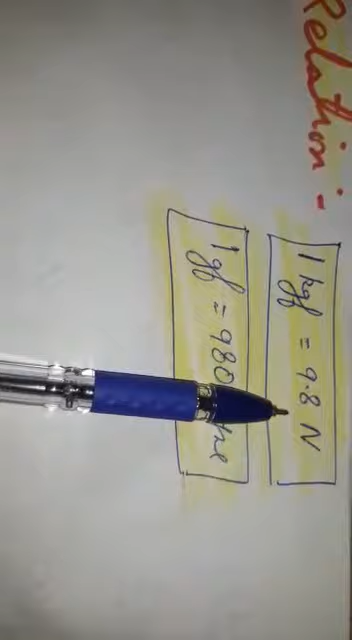 Relation:-
1 kgf = 9.8 N
1 gf = 980